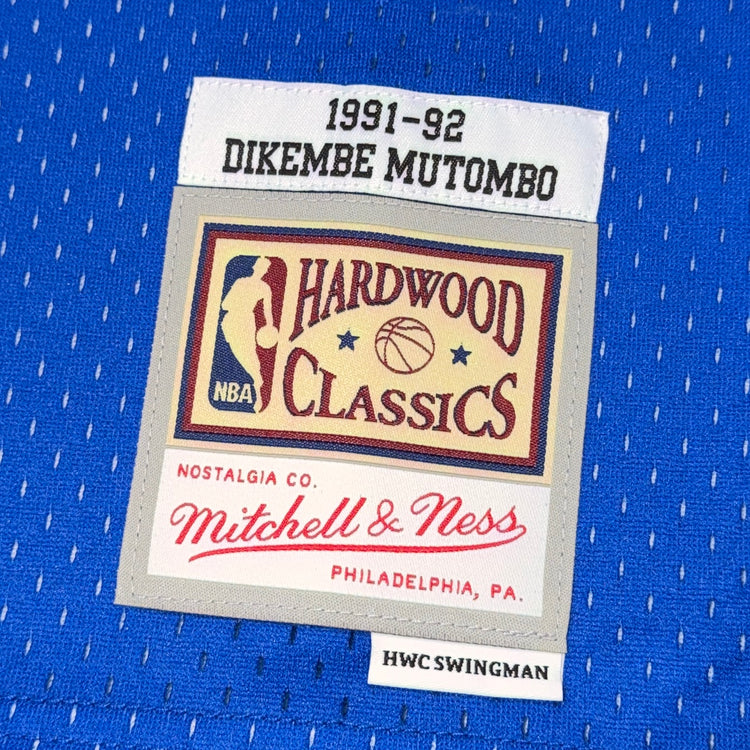 1991-92
DIKEMBE MUTOMBO
HARDWOOD
CLASSICS
NBA
NOSTALGIA CO.
Mitchell & Ness
PHILADELPHIA, PA.
HWC SWINGMAN